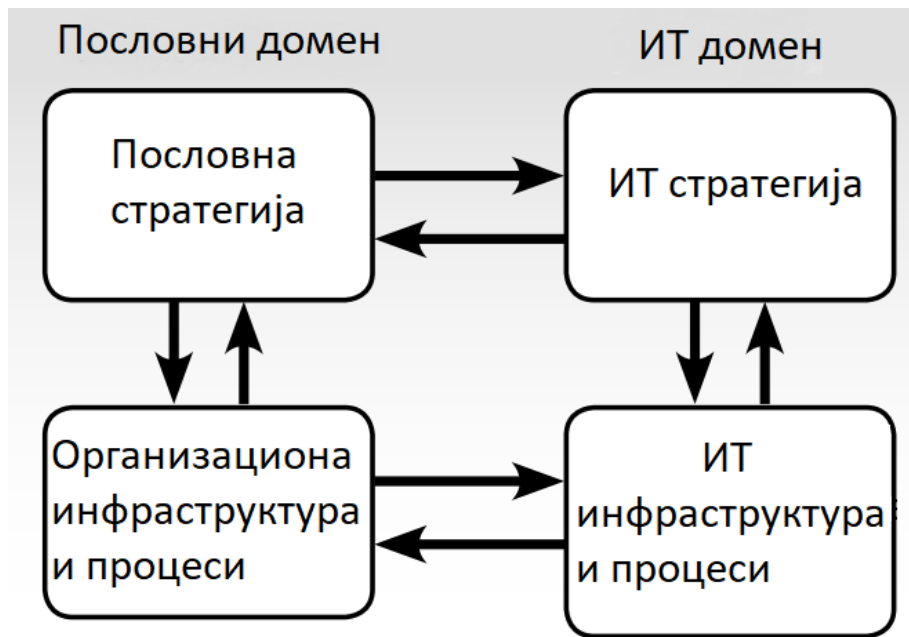 Пословни домен
ИТ домен
Пословна
стратегија
ИТ стратегија
Организациона
инфраструктура
и процеси
ИТ
инфраструктура
и процеси